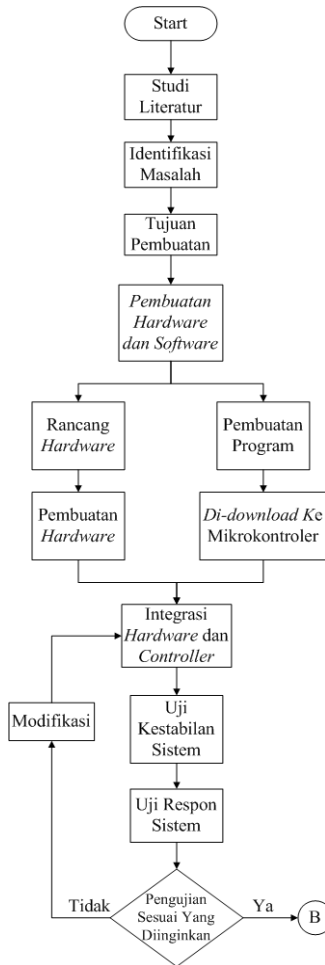 Start
Studi
Literatur
Identifikasi
Masalah
Tujuan
Pembuatan
Pembuatan
Hardware
dan Software
Rancang
Hardware
Pembuatan
Program
Pembuatan
Hardware
Di-download Ke
Mikrokontroler
Integrasi
Hardware dan
Controller
Modifikasi
Uji
Kestabilan
Sistem
Uji Respon
Sistem
Tidak
Pengujian
Sesuai Yang
Diinginkan
Ya
B